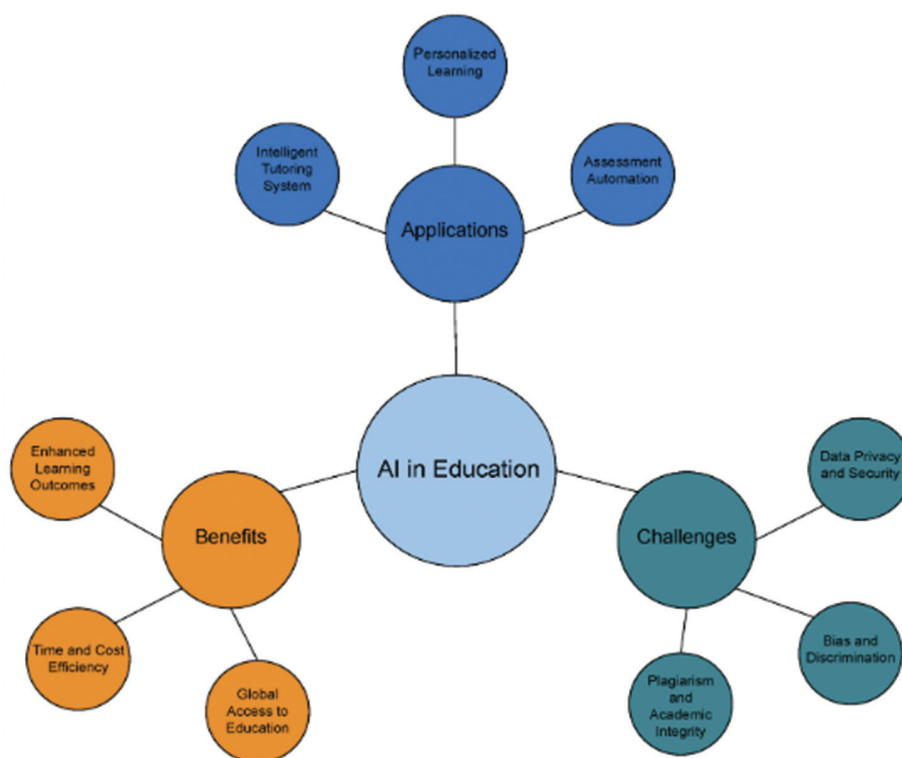 Personalized
Learning
Intelligent
Tutoring
System
Assessment
Automation
Applications
AI in Education
Enhanced
Learning
Outcomes
Benefits
Time and Cost
Efficiency
Global
Access to
Education
Data Privacy
and Security
Challenges
Bias and
Discrimination
Plagiarism
and
Academic
Integrity